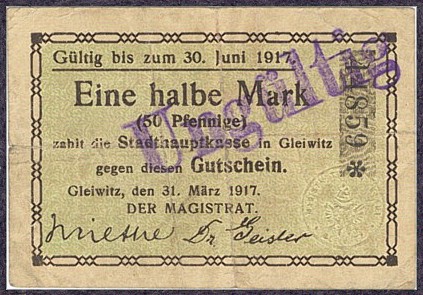 Gültig bis zum 30. Juni 1917.
Eine halbe Mark
(50 Pfennige)
zahlt die Stadthauptkasse in Gleiwitz
gegen diesen Gutschein.
Gleiwitz, den 31. März 1917.
DER MAGISTRAT.
Miethe Dr. Geisler
Ungültig